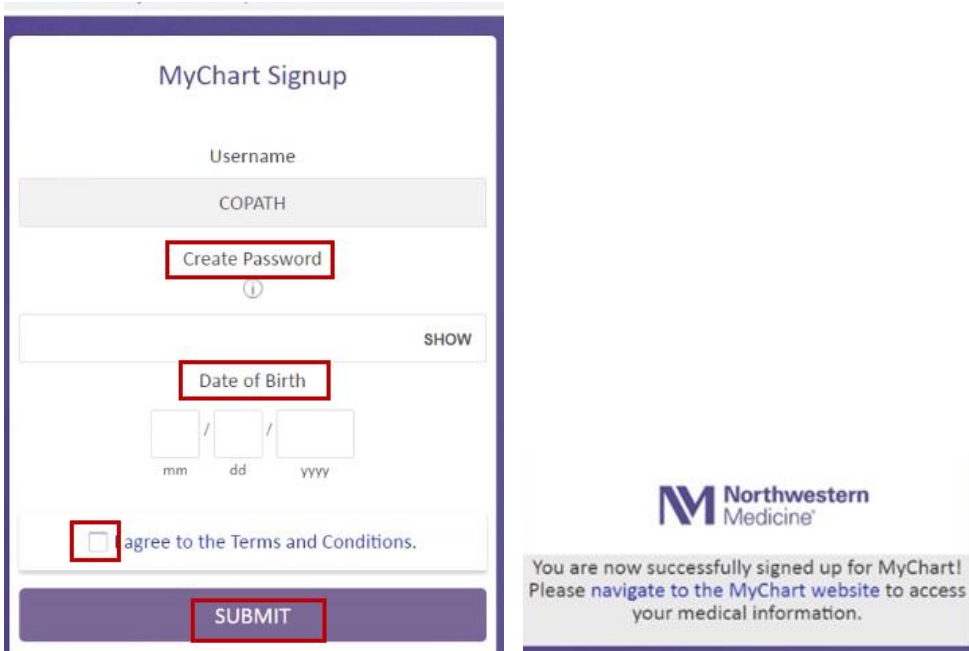 MyChart Signup
Username
COPATH
Create Password
SHOW
Date of Birth
/ /
mm dd yyyy
I agree to the Terms and Conditions.
SUBMIT
Northwestern
Medicine®
You are now successfully signed up for MyChart!
Please navigate to the MyChart website to access
your medical information.